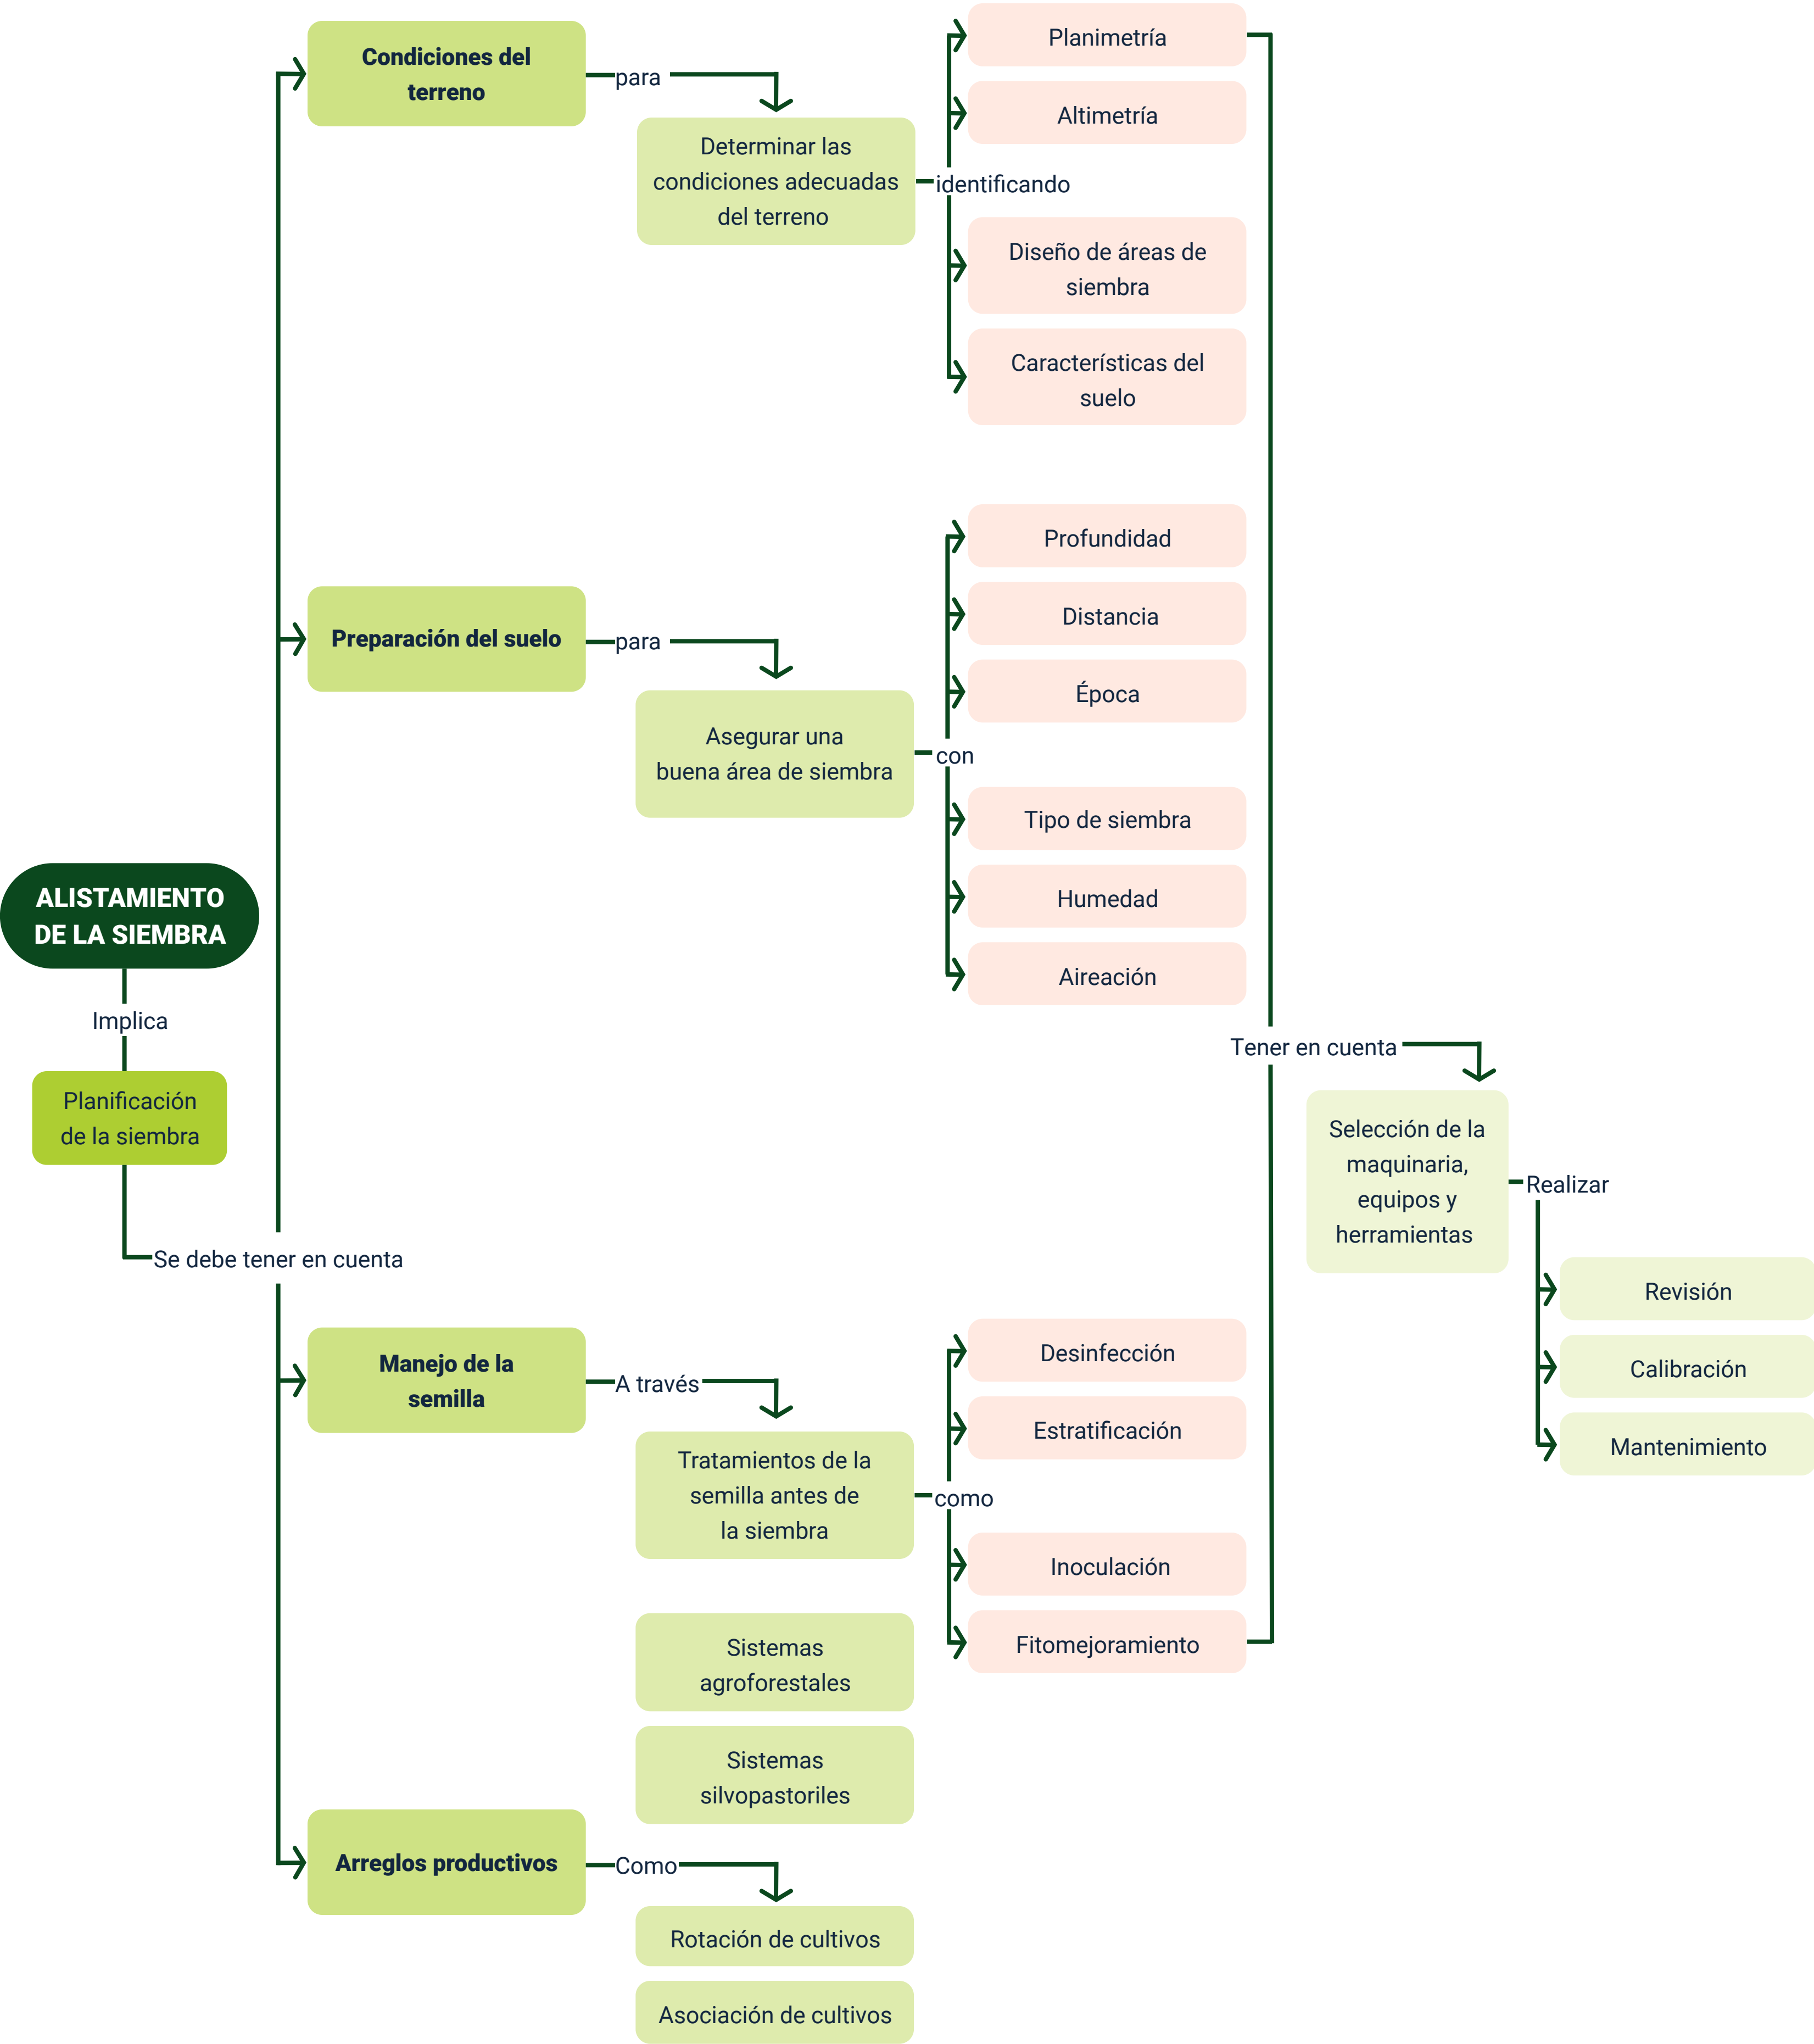 ALISTAMIENTO
DE LA SIEMBRA
Implica
Planificación
de la siembra
Se debe tener en cuenta
Condiciones del
terreno
para
Determinar las
condiciones adecuadas
del terreno
identificando
Planimetría
Altimetría
Diseño de áreas de
siembra
Características del
suelo
Preparación del suelo
para
Asegurar una
buena área de siembra
con
Profundidad
Distancia
Época
Tipo de siembra
Humedad
Aireación
Manejo de la
semilla
A través
Tratamientos de la
semilla antes de
la siembra
como
Desinfección
Estratificación
Inoculación
Fitomejoramiento
Arreglos productivos
Como
Sistemas
agroforestales
Sistemas
silvopastoriles
Rotación de cultivos
Asociación de cultivos
Tener en cuenta
Selección de la
maquinaria,
equipos y
herramientas
Realizar
Revisión
Calibración
Mantenimiento